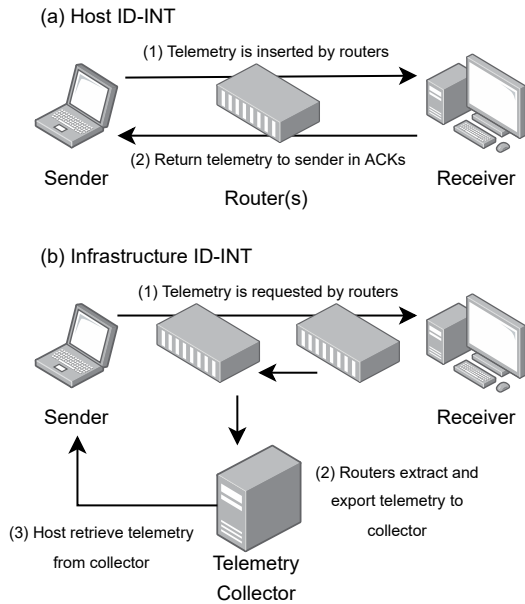 (a) Host ID-INT
(1) Telemetry is inserted by routers
(2) Return telemetry to sender in ACKs
Sender
Receiver
Router(s)
(b) Infrastructure ID-INT
(1) Telemetry is requested by routers
Sender
Receiver
(2) Routers extract and
export telemetry to
collector
(3) Host retrieve telemetry
from collector
Telemetry
Collector